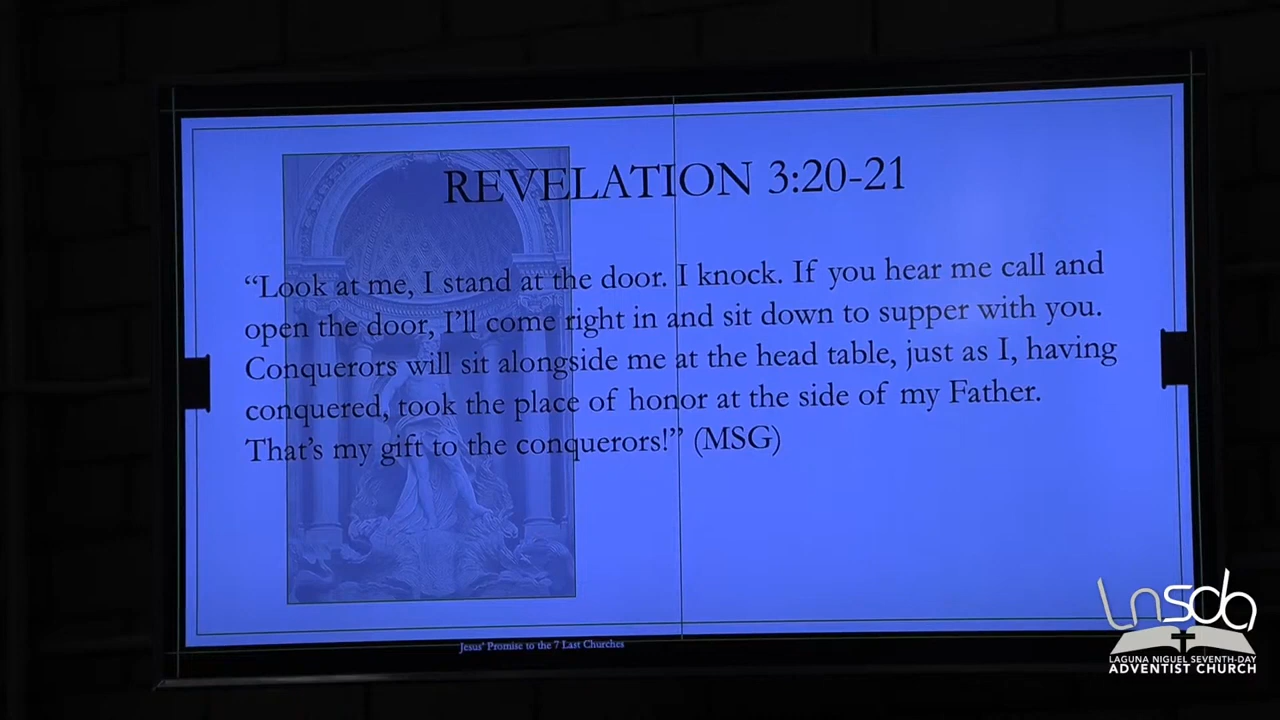 REVELATION 3:20-21
“Look at me, I stand at the door. I knock. If you hear me call and
open the door, I’ll come right in and sit down to supper with you.
Conquerors will sit alongside me at the head table, just as I, having
conquered, took the place of honor at the side of my Father.
That’s my gift to the conquerors!” (MSG)
Jesus' Promise to the 7 Last Churches
Lnsda
LAGUNA NIGUEL SEVENTH-DAY
ADVENTIST CHURCH